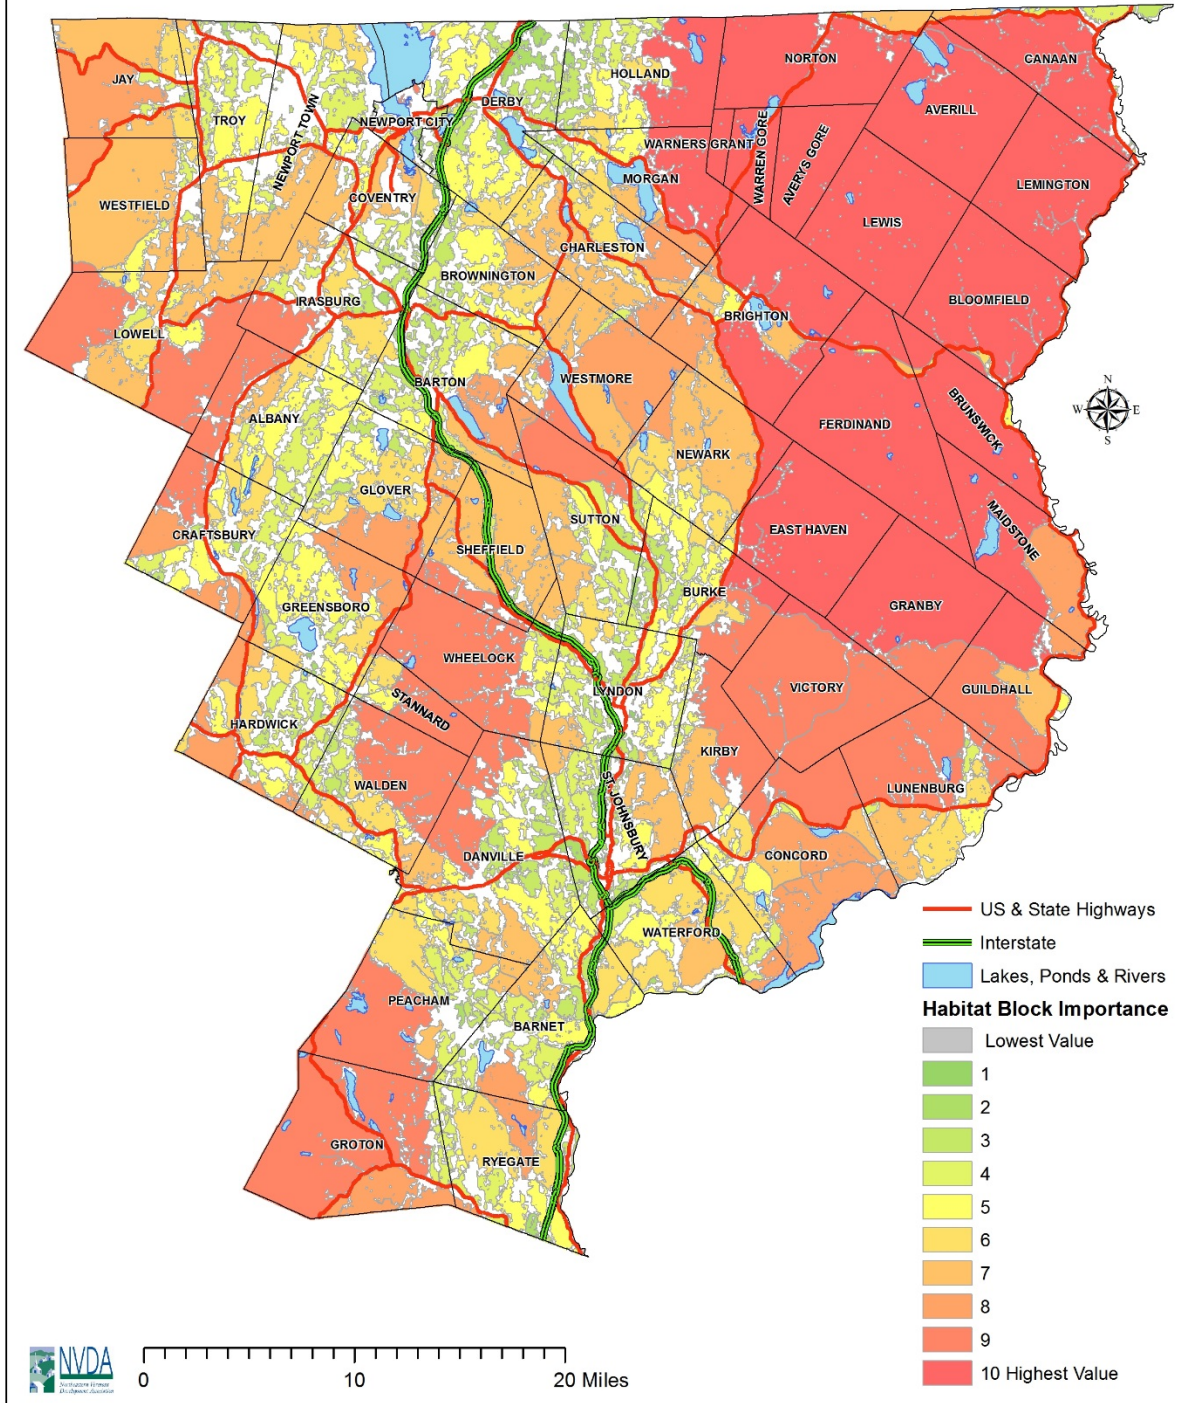 NORTON
CANAAN
HOLLAND
JAY
DERBY
AVERILL
TROY
NEWPORT TOWN
NEWPORT CITY
WARNERS GRANT
WARREN GORE
AVERYS GORE
MORGAN
LEMINGTON
COVENTRY
WESTFIELD
LEWIS
CHARLESTON
BROWNINGTON
IRASBURG
BLOOMFIELD
BRIGHTON
LOWELL
WESTMORE
BARTON
N
W E
S
ALBANY
BRUNSWICK
FERDINAND
NEWARK
GLOVER
SUTTON
MAIDSTONE
EAST HAVEN
CRAFTSBURY
SHEFFIELD
BURKE
GREENSBORO
GRANBY
WHEELOCK
VICTORY
GUILDHALL
LYNDON
STANNARD
HARDWICK
KIRBY
WALDEN
LUNENBURG
ST. JOHNSBURY
DANVILLE
CONCORD
WATERFORD
PEACHAM
BARNET
GROTON
RYEGATE
US & State Highways
Interstate
Lakes, Ponds & Rivers
Habitat Block Importance
Lowest Value
1
2
3
4
5
6
7
8
9
10 Highest Value
NVDA
Northeastern Vermont
Development Association
0 10 20 Miles